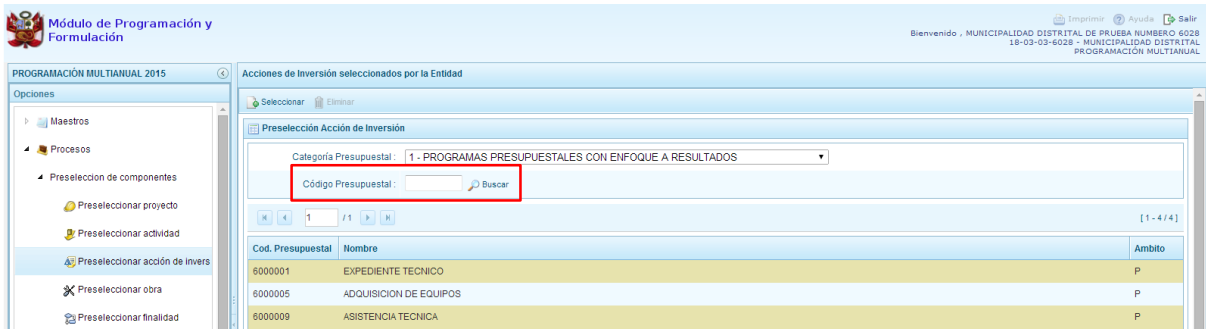 Módulo de Programación y
Formulación
Imprimir Ayuda Salir
Bienvenido , MUNICIPALIDAD DISTRITAL DE PRUEBA NUMBERO 6028
18-03-03-6028 - MUNICIPALIDAD DISTRITAL
PROGRAMACIÓN MULTIANUAL
PROGRAMACIÓN MULTIANUAL 2015
Opciones
Maestros
Procesos
Preseleccion de componentes
Preseleccionar proyecto
Preseleccionar actividad
Preseleccionar acción de invers
Preseleccionar obra
Preseleccionar finalidad
Acciones de Inversión seleccionados por la Entidad
Seleccionar Eliminar
Preselección Acción de Inversión
Categoría Presupuestal : 1 - PROGRAMAS PRESUPUESTALES CON ENFOQUE A RESULTADOS
Código Presupuestal : Buscar
1 / 1 [ 1 - 4 / 4 ]
Cod. Presupuestal Nombre Ambito
6000001 EXPEDIENTE TECNICO P
6000005 ADQUISICION DE EQUIPOS P
6000009 ASISTENCIA TECNICA P